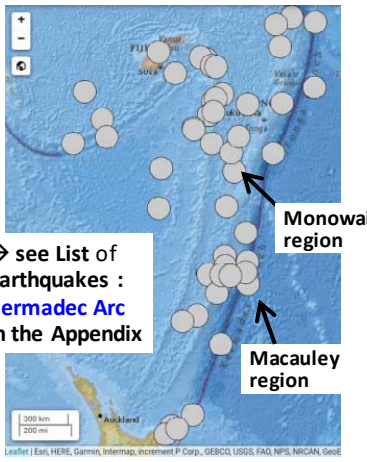 +
−
FIJI
Suva
Tonga
Monowai
region
→ see List of
arthquakes :
ermadec Arc
n the Appendix
Macauley
region
300 km
200 mi
Auckland
Leaflet | Esri, HERE, Garmin, Intermap, increment P Corp., GEBCO, USGS, FAO, NPS, NRCAN, GeoB